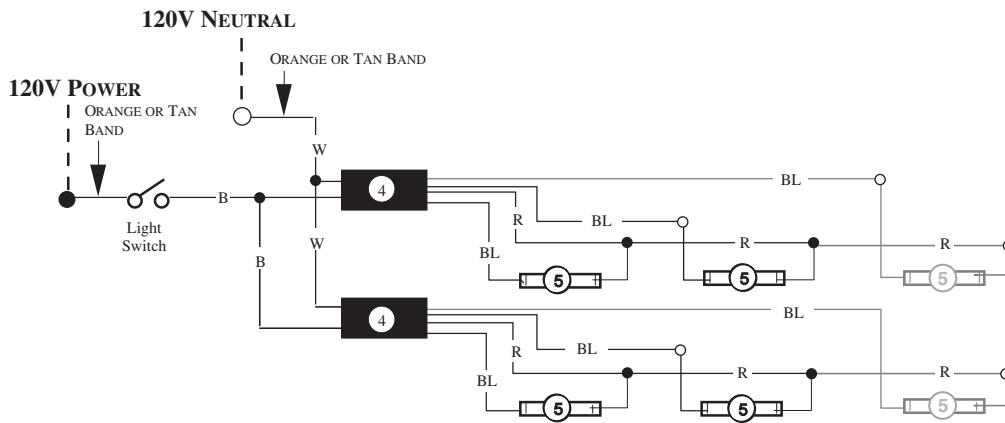 120V NEUTRAL
ORANGE OR TAN BAND
120V POWER
ORANGE OR TAN
BAND
W
4
BL
B
Light
Switch
R
BL
R
R
BL
5
5
5
W
B
4
BL
R
BL
R
R
BL
5
5
5